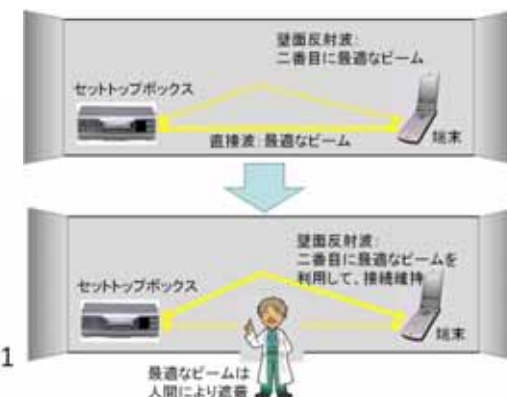 壁面反射波:
二番目に最適なビーム
セットトップボックス
直接波:最適なビーム
端末
壁面反射波:
二番目に最適なビームを
利用して、接続維持
セットトップボックス
端末
1
最適なビームは
人間により遮蔽